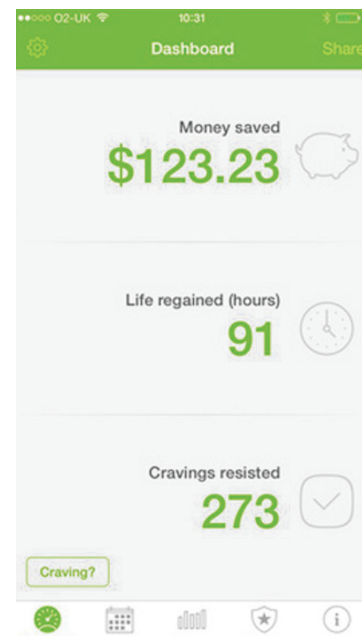 O2-UK 10:31
Dashboard Share
Money saved
$123.23
Life regained (hours)
91
Cravings resisted
273
Craving?